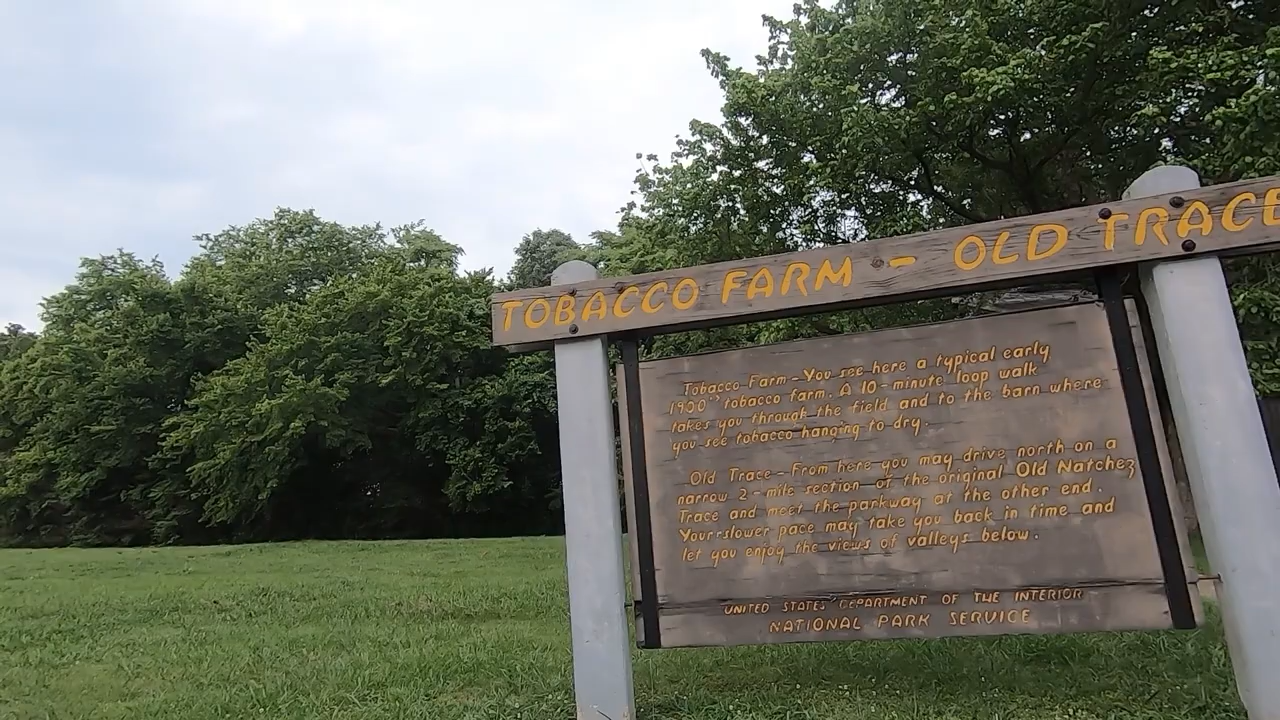 TOBACCO FARM - OLD TRACE
Tobacco Farm - You see here a typical early
1900's tobacco farm. A 10-minute loop walk
takes you through the field and to the barn where
you see tobacco hanging to dry.
Old Trace - From here you may drive north on a
narrow 2-mile section of the original Old Natchez
Trace and meet the parkway at the other end.
Your slower pace may take you back in time and
let you enjoy the views of valleys below.
UNITED STATES DEPARTMENT OF THE INTERIOR
NATIONAL PARK SERVICE